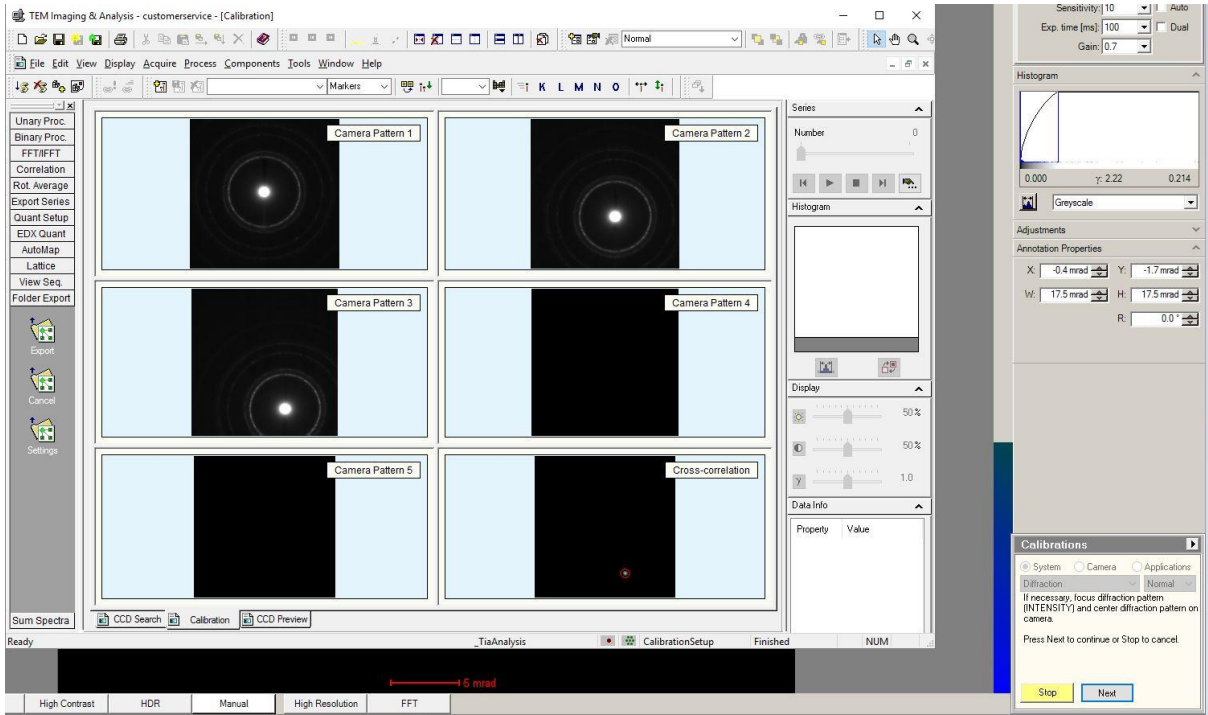 TEM Imaging & Analysis - customerservice - [Calibration]
Normal
File Edit View Display Acquire Process Components Tools Window Help
Markers
K L M N O
Unary Proc.
Binary Proc.
FFT/IFFT
Correlation
Rot. Average
Export Series
Quant Setup
EDX Quant
AutoMap
Lattice
View Seq.
Folder Export
Export
Cancel
Settings
Sum Spectra
Camera Pattern 1
Camera Pattern 2
Camera Pattern 3
Camera Pattern 4
Camera Pattern 5
Cross-correlation
CCD Search
Calibration
CCD Preview
Series
Number 0
Histogram
Display
50 %
50 %
γ 1.0
Data Info
Property Value
Ready
_TiaAnalysis
CalibrationSetup
Finished
NUM
5 mrad
High Contrast
HDR
Manual
High Resolution
FFT
Sensitivity: 10 Auto
Exp. time [ms]: 100 Dual
Gain: 0.7
Histogram
0.000 γ: 2.22 0.214
Greyscale
Adjustments
Annotation Properties
X: -0.4 mrad Y: -1.7 mrad
W: 17.5 mrad H: 17.5 mrad
R: 0.0 °
Calibrations
System Camera Applications
Diffraction Normal
If necessary, focus diffraction pattern
(INTENSITY) and center diffraction pattern on
camera.
Press Next to continue or Stop to cancel.
Stop Next